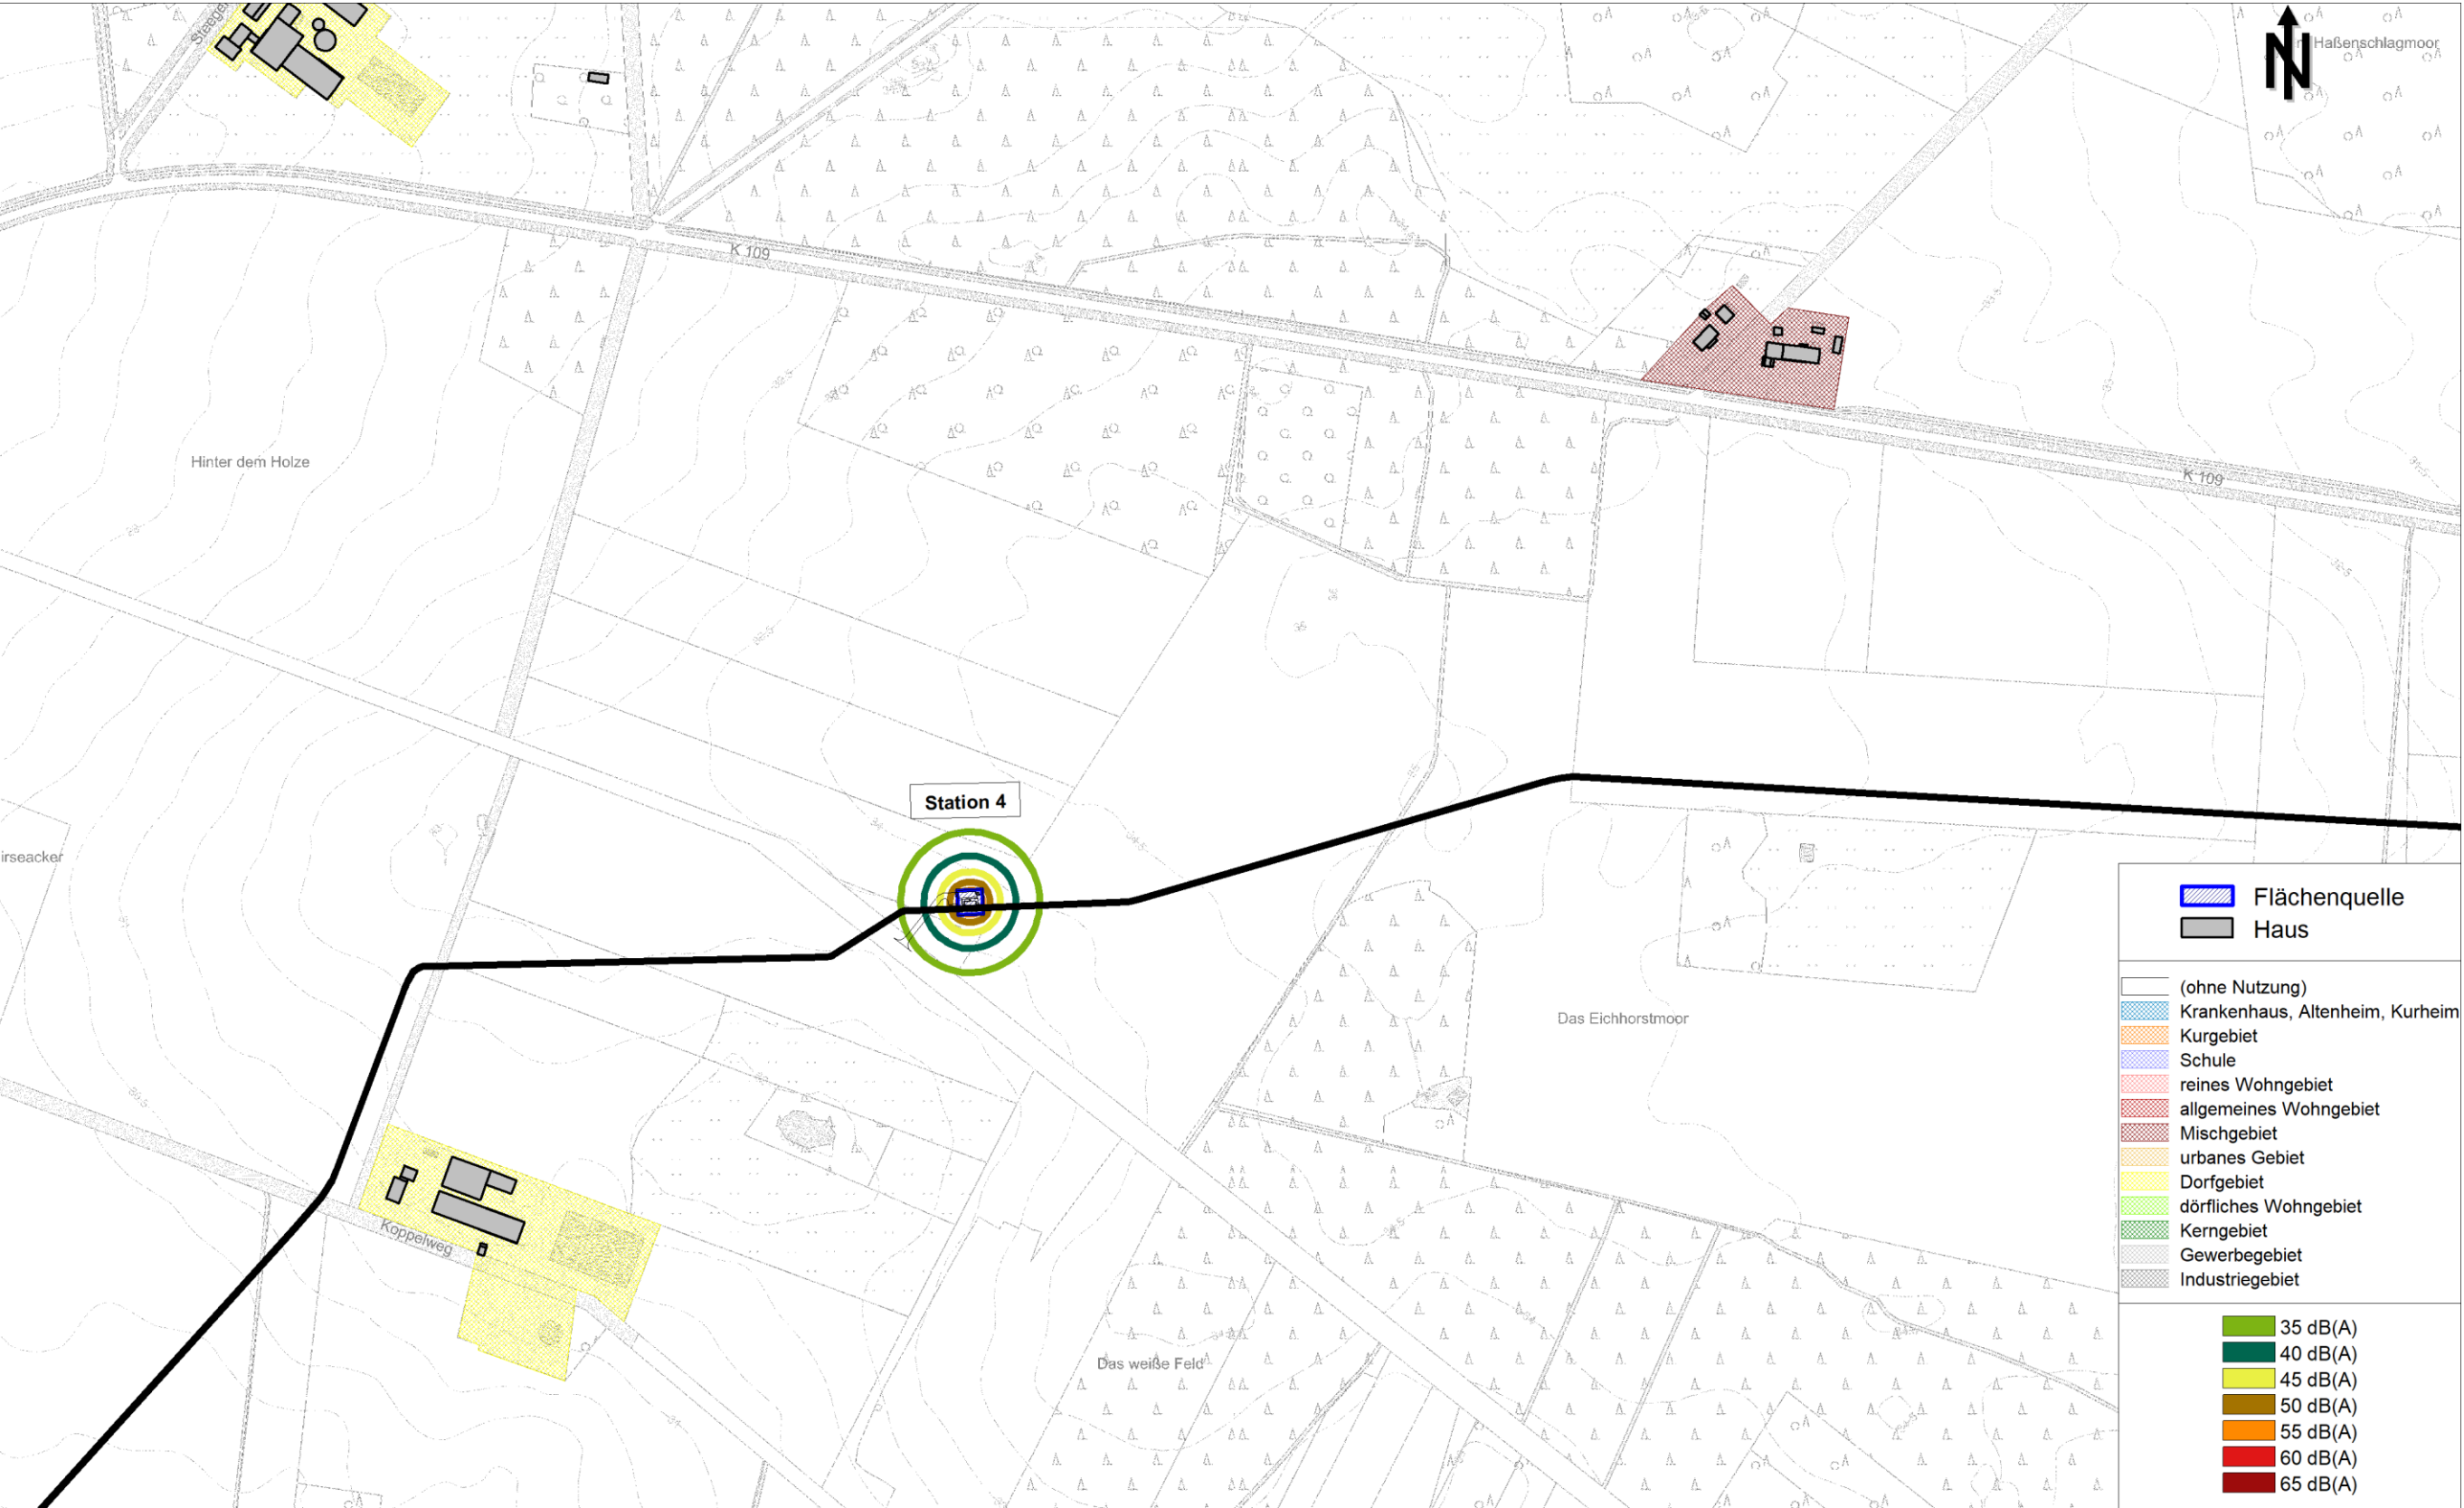 Steeger
N
Haßenschlagmoor
K 109
Hinter dem Holze
K 109
Station 4
irseacker
Das Eichhorstmoor
Koppelweg
Das weiße Feld
Flächenquelle
Haus
(ohne Nutzung)
Krankenhaus, Altenheim, Kurheim
Kurgebiet
Schule
reines Wohngebiet
allgemeines Wohngebiet
Mischgebiet
urbanes Gebiet
Dorfgebiet
dörfliches Wohngebiet
Kerngebiet
Gewerbegebiet
Industriegebiet
35 dB(A)
40 dB(A)
45 dB(A)
50 dB(A)
55 dB(A)
60 dB(A)
65 dB(A)